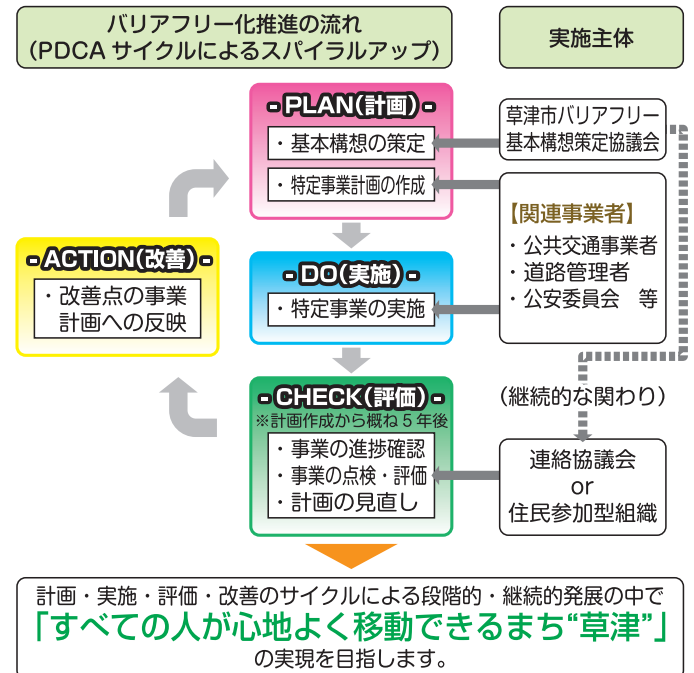 バリアフリー化推進の流れ
(PDCAサイクルによるスパイラルアップ)
実施主体
- PLAN(計画) -
・基本構想の策定
・特定事業計画の作成
草津市バリアフリー
基本構想策定協議会
【関連事業者】
・公共交通事業者
・道路管理者
・公安委員会　等
- ACTION(改善) -
・改善点の事業
計画への反映
- DO(実施) -
・特定事業の実施
- CHECK(評価) -
※計画作成から概ね5年後
・事業の進捗確認
・事業の点検・評価
・計画の見直し
(継続的な関わり)
連絡協議会
or
住民参加型組織
計画・実施・評価・改善のサイクルによる段階的・継続的発展の中で
「すべての人が心地よく移動できるまち“草津”」
の実現を目指します。